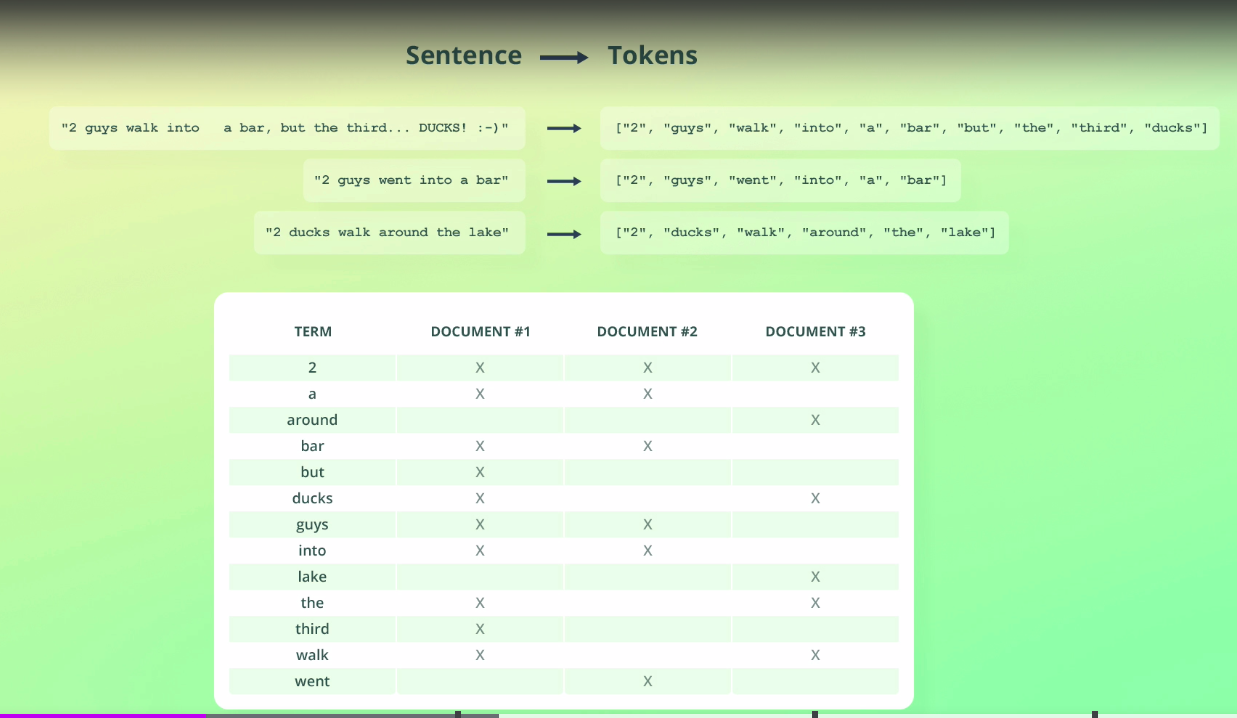 Sentence → Tokens
"2 guys walk into   a bar, but the third... DUCKS! :-)" → ["2", "guys", "walk", "into", "a", "bar", "but", "the", "third", "ducks"]
"2 guys went into a bar" → ["2", "guys", "went", "into", "a", "bar"]
"2 ducks walk around the lake" → ["2", "ducks", "walk", "around", "the", "lake"]
TERM DOCUMENT #1 DOCUMENT #2 DOCUMENT #3
2 X X X
a X X
around X
bar X X
but X
ducks X X
guys X X
into X X
lake X
the X X
third X
walk X X
went X